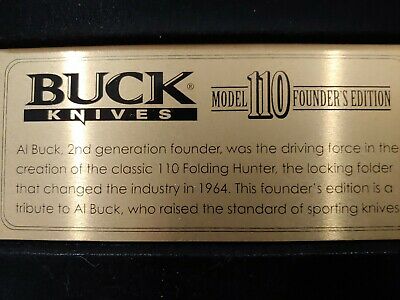 BUCK®
KNIVES
MODEL 110 FOUNDER'S EDITION
Al Buck, 2nd generation founder, was the driving force in the
creation of the classic 110 Folding Hunter, the locking folder
that changed the industry in 1964. This founder's edition is a
tribute to Al Buck, who raised the standard of sporting knives